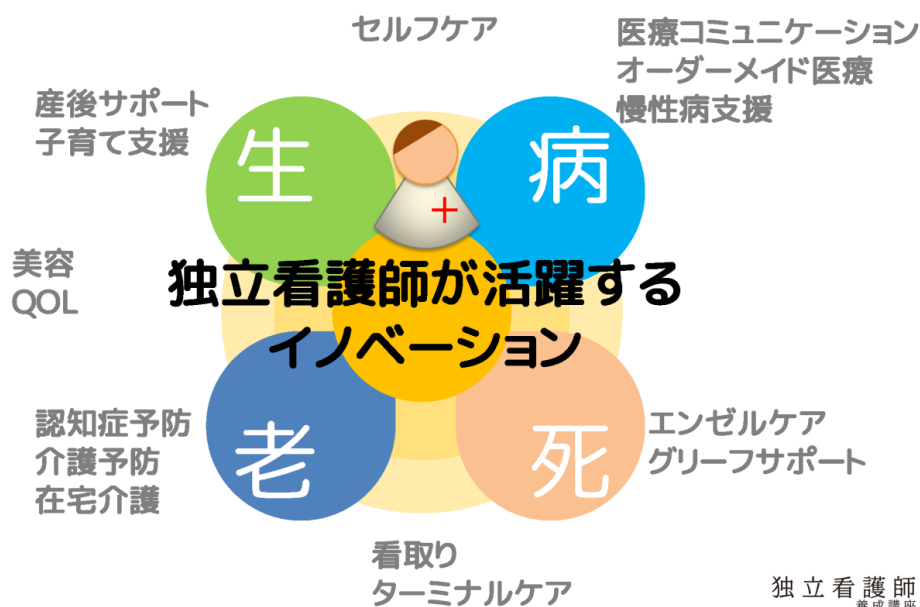 セルフケア
医療コミュニケーション
オーダーメイド医療
慢性病支援
産後サポート
子育て支援
生
病
美容
QOL
独立看護師が活躍する
イノベーション
認知症予防
介護予防
在宅介護
老
死
エンゼルケア
グリーフサポート
看取り
ターミナルケア
独立看護師
養成講座